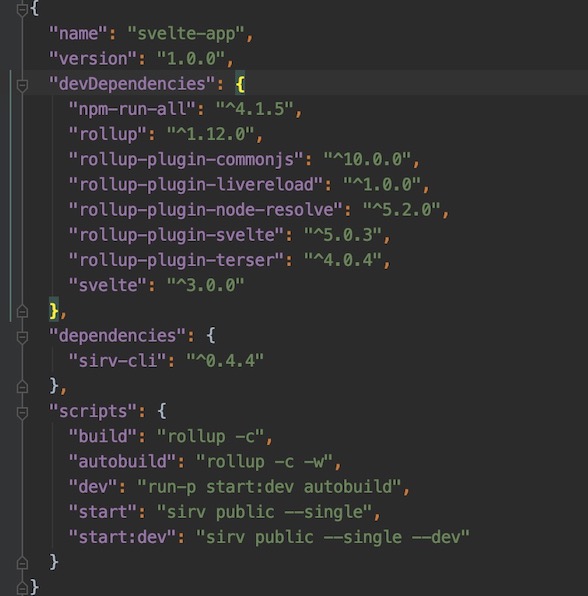 {
"name": "svelte-app",
"version": "1.0.0",
"devDependencies": {
"npm-run-all": "^4.1.5",
"rollup": "^1.12.0",
"rollup-plugin-commonjs": "^10.0.0",
"rollup-plugin-livereload": "^1.0.0",
"rollup-plugin-node-resolve": "^5.2.0",
"rollup-plugin-svelte": "^5.0.3",
"rollup-plugin-terser": "^4.0.4",
"svelte": "^3.0.0"
},
"dependencies": {
"sirv-cli": "^0.4.4"
},
"scripts": {
"build": "rollup -c",
"autobuild": "rollup -c -w",
"dev": "run-p start:dev autobuild",
"start": "sirv public --single",
"start:dev": "sirv public --single --dev"
}
}